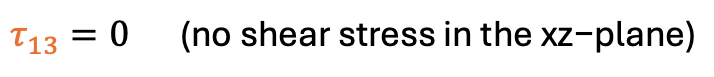 τ₁₃ = 0 (no shear stress in the xz−plane)